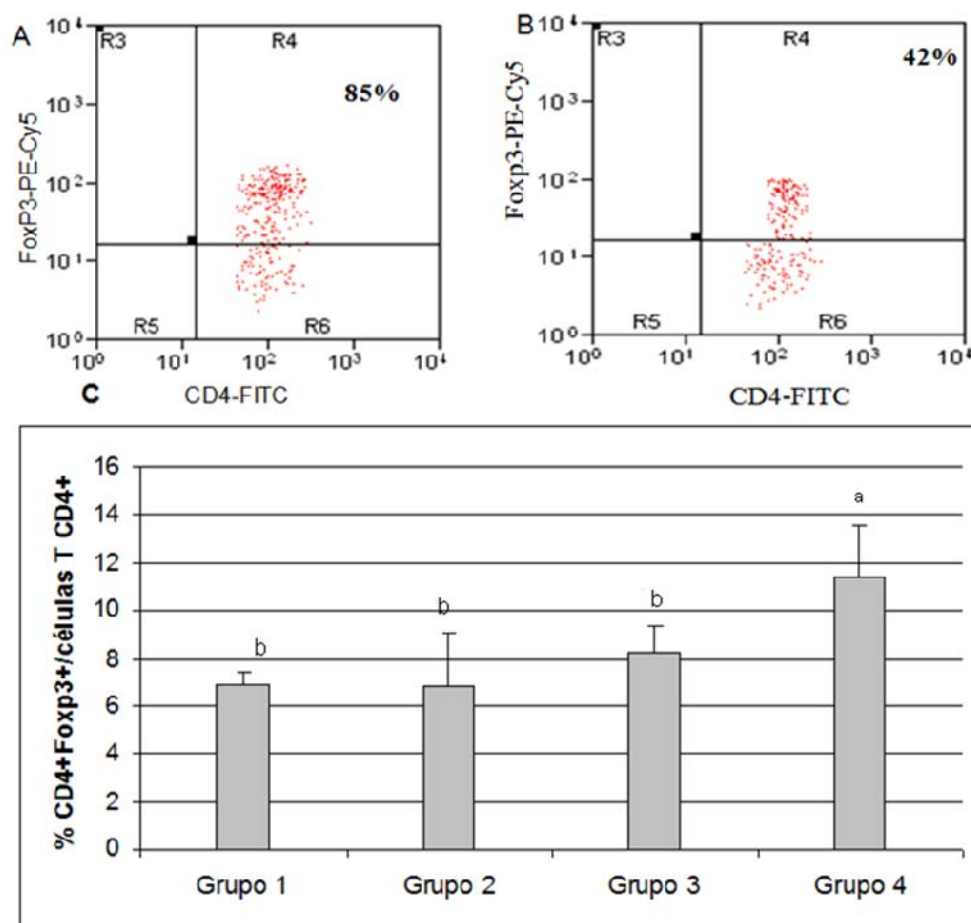 A
R3
R4
85%
R5
R6
10⁴
10³
10²
10¹
10⁰
FoxP3-PE-Cy5
10⁰ 10¹ 10² 10³ 10⁴
CD4-FITC
B
R3
R4
42%
R5
R6
10⁴
10³
10²
10¹
10⁰
Foxp3-PE-Cy5
10⁰ 10¹ 10² 10³ 10⁴
CD4-FITC
C
% CD4+Foxp3+/células T CD4+
16
14
12
10
8
6
4
2
0
b
b
b
a
Grupo 1 Grupo 2 Grupo 3 Grupo 4